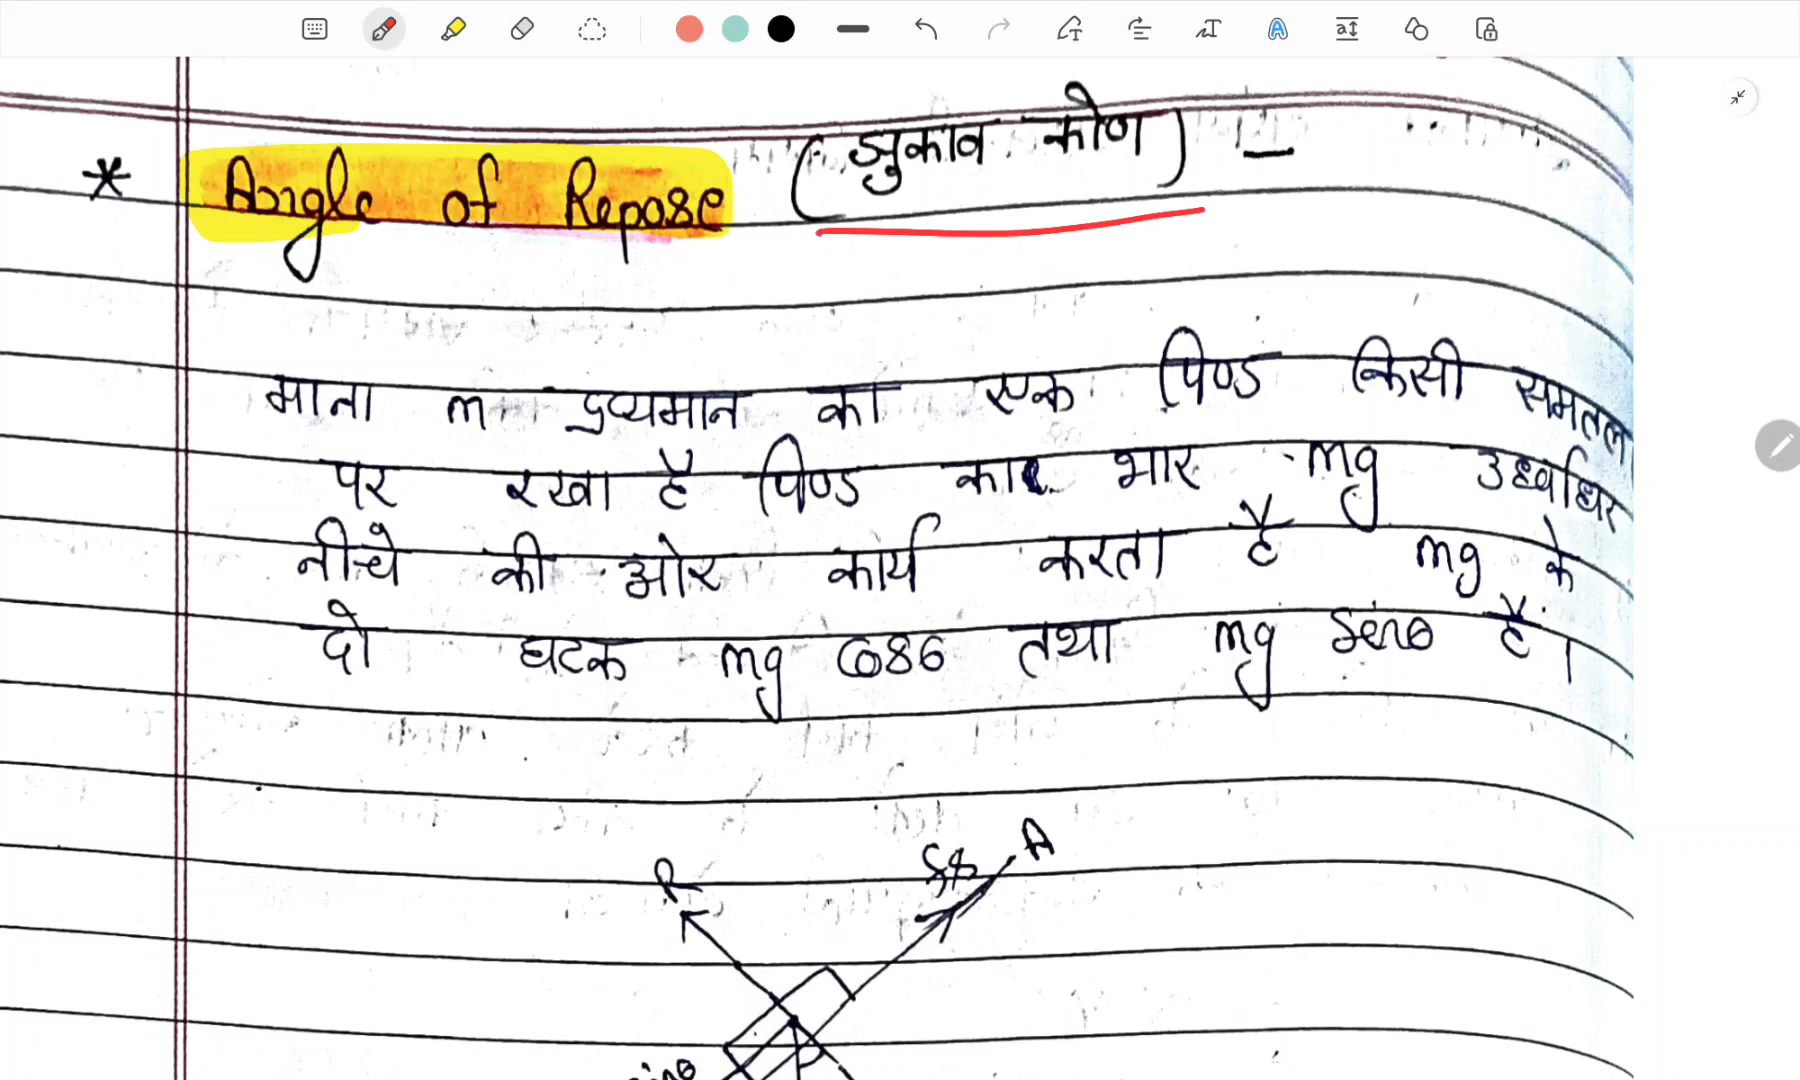 * Angle of Repose (झुकाव कोण) —
माना m द्रव्यमान का एक पिण्ड किसी समतल
पर रखा है पिण्ड का भार mg उर्ध्वाधर
नीचे की ओर कार्य करता है mg के
दो घटक mg cosθ तथा mg sinθ है।
R fs A